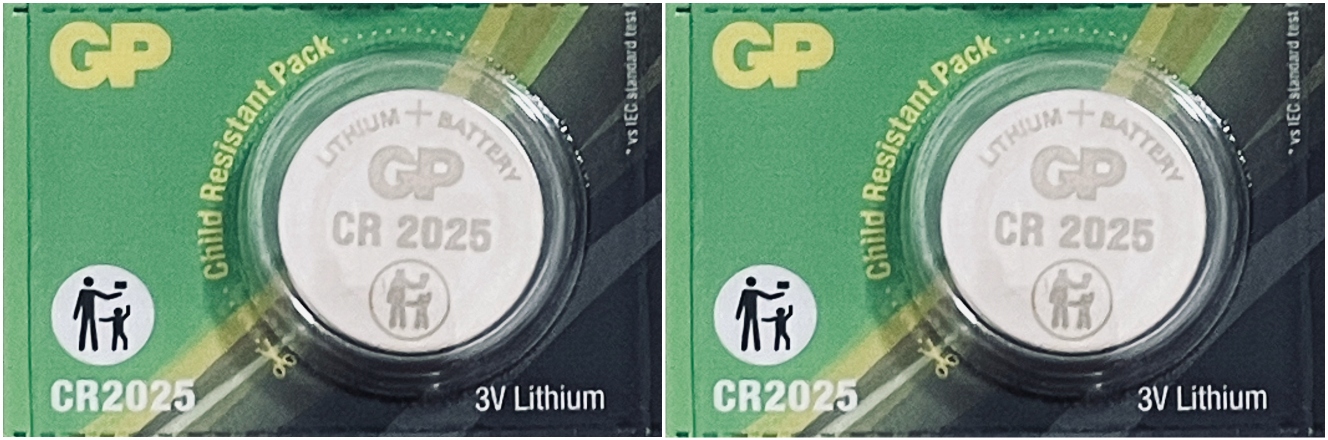 GP
Child Resistant Pack
* vs IEC standard test
LITHIUM + BATTERY
GP
CR 2025
CR2025
3V Lithium
GP
Child Resistant Pack
* vs IEC standard test
LITHIUM + BATTERY
GP
CR 2025
CR2025
3V Lithium